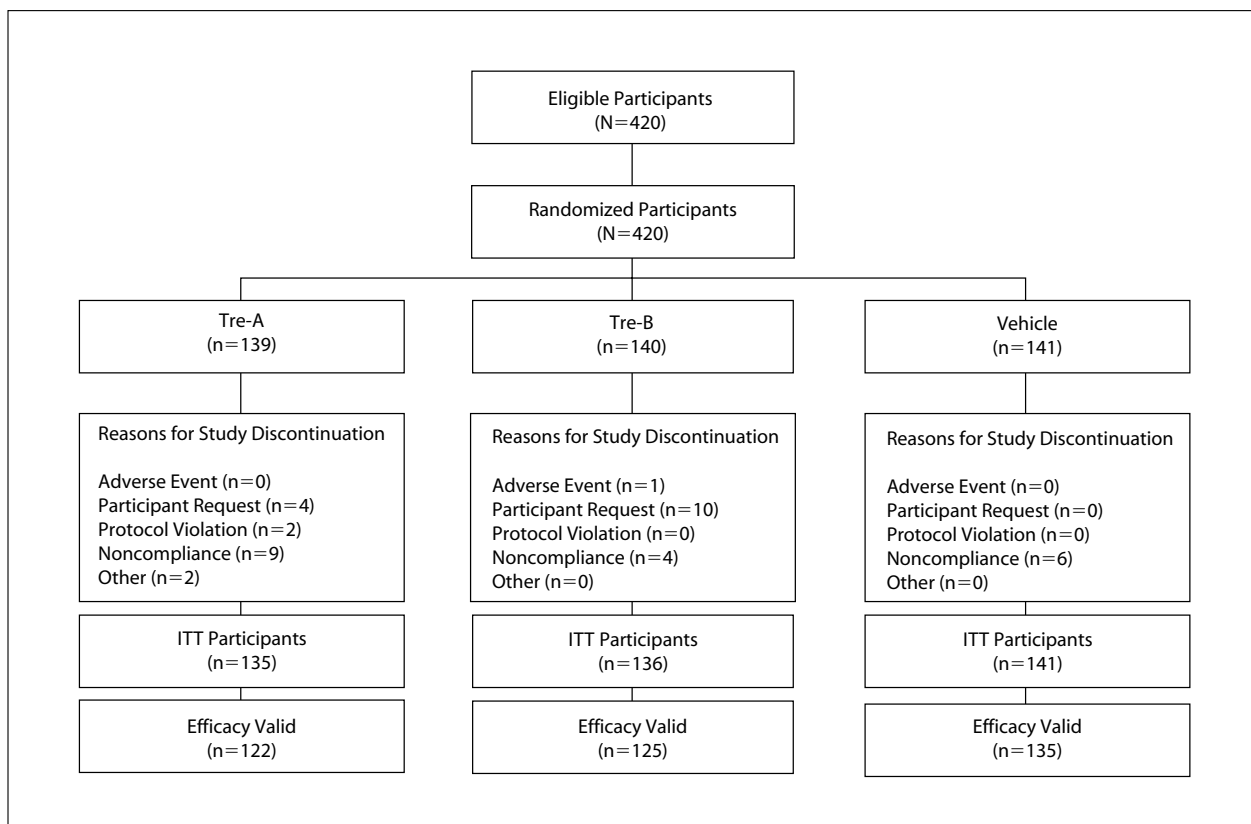 Eligible Participants
(N=420)
Randomized Participants
(N=420)
Tre-A
(n=139)
Tre-B
(n=140)
Vehicle
(n=141)
Reasons for Study Discontinuation
Adverse Event (n=0)
Participant Request (n=4)
Protocol Violation (n=2)
Noncompliance (n=9)
Other (n=2)
Reasons for Study Discontinuation
Adverse Event (n=1)
Participant Request (n=10)
Protocol Violation (n=0)
Noncompliance (n=4)
Other (n=0)
Reasons for Study Discontinuation
Adverse Event (n=0)
Participant Request (n=0)
Protocol Violation (n=0)
Noncompliance (n=6)
Other (n=0)
ITT Participants
(n=135)
ITT Participants
(n=136)
ITT Participants
(n=141)
Efficacy Valid
(n=122)
Efficacy Valid
(n=125)
Efficacy Valid
(n=135)